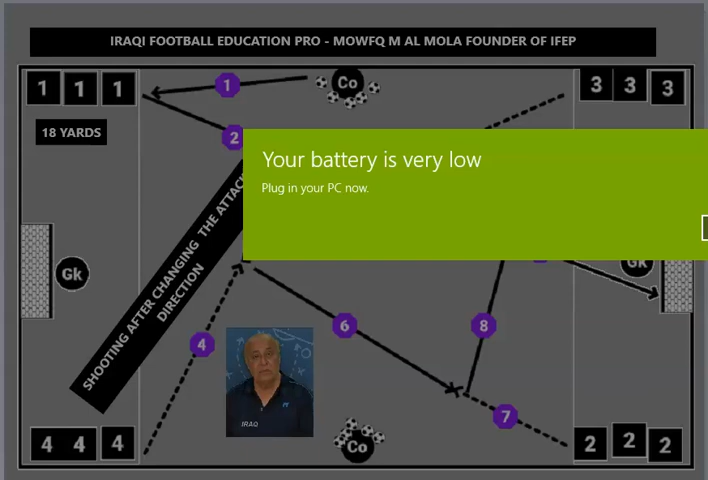 IRAQI FOOTBALL EDUCATION PRO - MOWFQ M AL MOLA FOUNDER OF IFEP
1 1 1
1
Co
3 3 3
18 YARDS
2
Your battery is very low
Plug in your PC now.
SHOOTING AFTER CHANGING THE
DIRECTION
Gk
Gk
4
6
8
7
IRAQ
4 4 4
Co
2 2 2